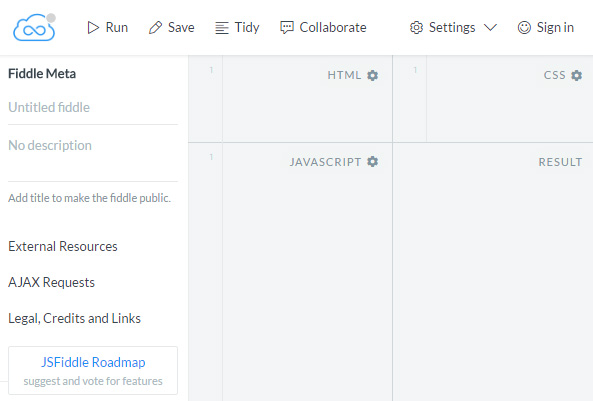 Run Save Tidy Collaborate Settings Sign in
Fiddle Meta
Untitled fiddle
No description
Add title to make the fiddle public.
External Resources
AJAX Requests
Legal, Credits and Links
JSFiddle Roadmap
suggest and vote for features
1 HTML
1 CSS
1 JAVASCRIPT
RESULT